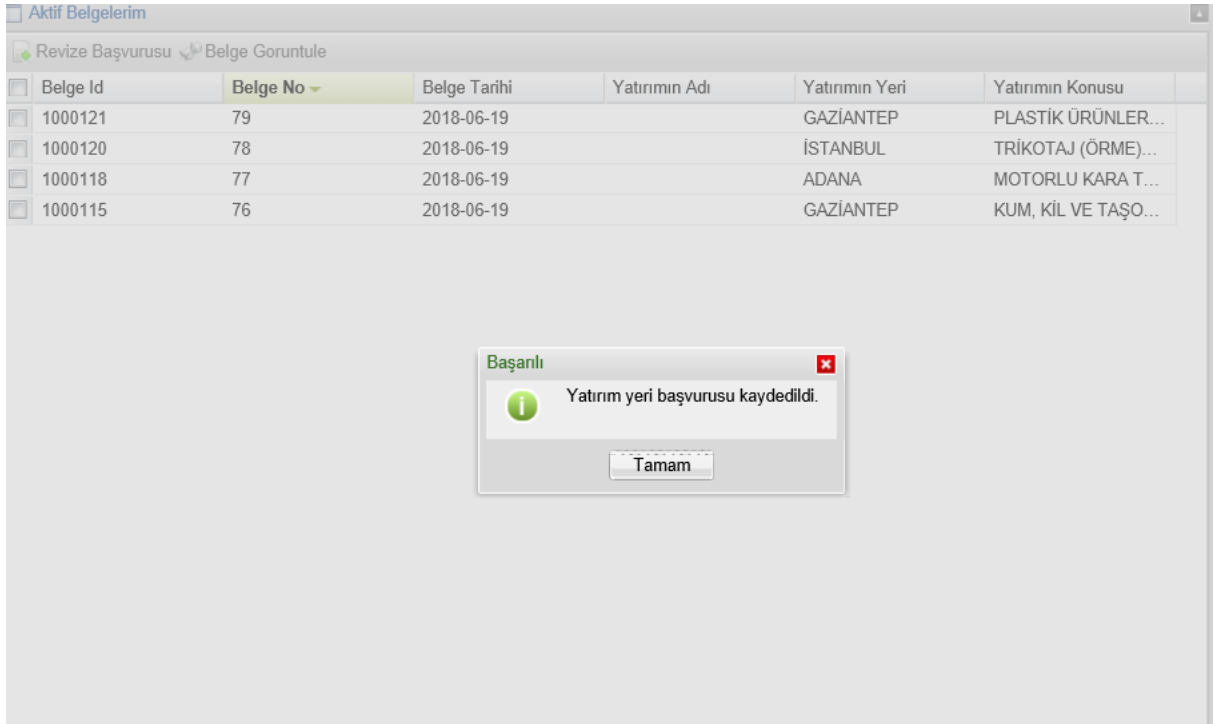 Aktif Belgelerim
Revize Başvurusu Belge Goruntule
Belge Id Belge No Belge Tarihi Yatırımın Adı Yatırımın Yeri Yatırımın Konusu
1000121 79 2018-06-19 GAZİANTEP PLASTİK ÜRÜNLER...
1000120 78 2018-06-19 İSTANBUL TRİKOTAJ (ÖRME)...
1000118 77 2018-06-19 ADANA MOTORLU KARA T...
1000115 76 2018-06-19 GAZİANTEP KUM, KİL VE TAŞO...
Başarılı
Yatırım yeri başvurusu kaydedildi.
Tamam